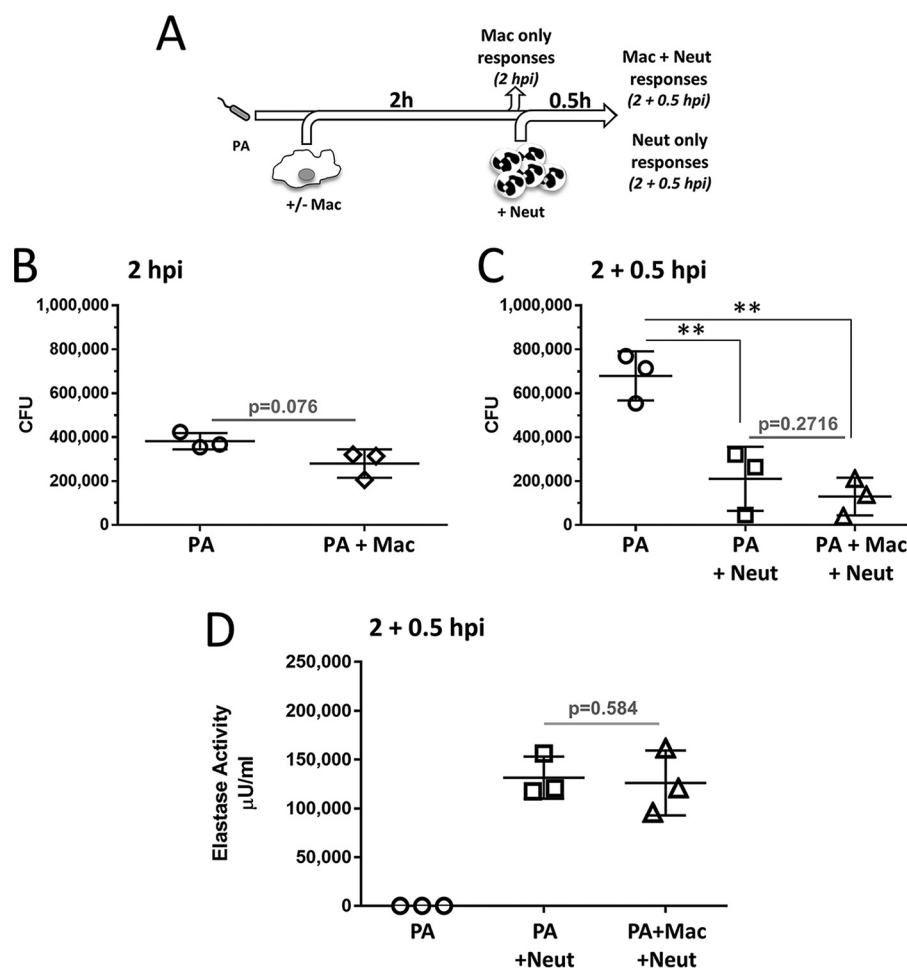 A
Mac only
responses
(2 hpi)
Mac + Neut
responses
(2 + 0.5 hpi)
2h
0.5h
PA
Neut only
responses
(2 + 0.5 hpi)
+/- Mac
+ Neut
B
2 hpi
1,000,000
800,000
600,000
400,000
200,000
0
CFU
p=0.076
PA
PA + Mac
C
2 + 0.5 hpi
1,000,000
800,000
600,000
400,000
200,000
0
CFU
**
**
p=0.2716
PA
PA
+ Neut
PA + Mac
+ Neut
D
2 + 0.5 hpi
250,000
200,000
150,000
100,000
50,000
0
Elastase Activity
µU/ml
p=0.584
PA
PA
+Neut
PA+Mac
+Neut